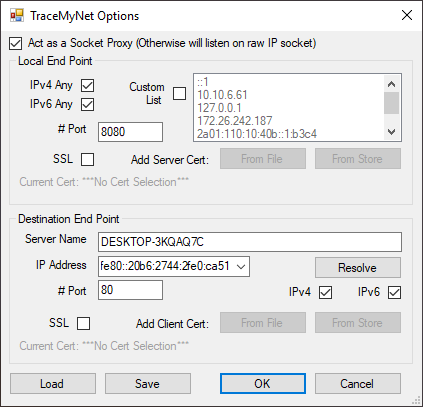 TraceMyNet Options
Act as a Socket Proxy (Otherwise will listen on raw IP socket)
Local End Point
IPv4 Any
IPv6 Any
Custom List
::1
10.10.6.61
127.0.0.1
172.26.242.187
2a01:110:10:40b::1:b3c4
# Port 8080
SSL Add Server Cert: From File From Store
Current Cert: ***No Cert Selection***
Destination End Point
Server Name DESKTOP-3KQAQ7C
IP Address fe80::20b6:2744:2fe0:ca51 Resolve
# Port 80 IPv4 IPv6
SSL Add Client Cert: From File From Store
Current Cert: ***No Cert Selection***
Load Save OK Cancel